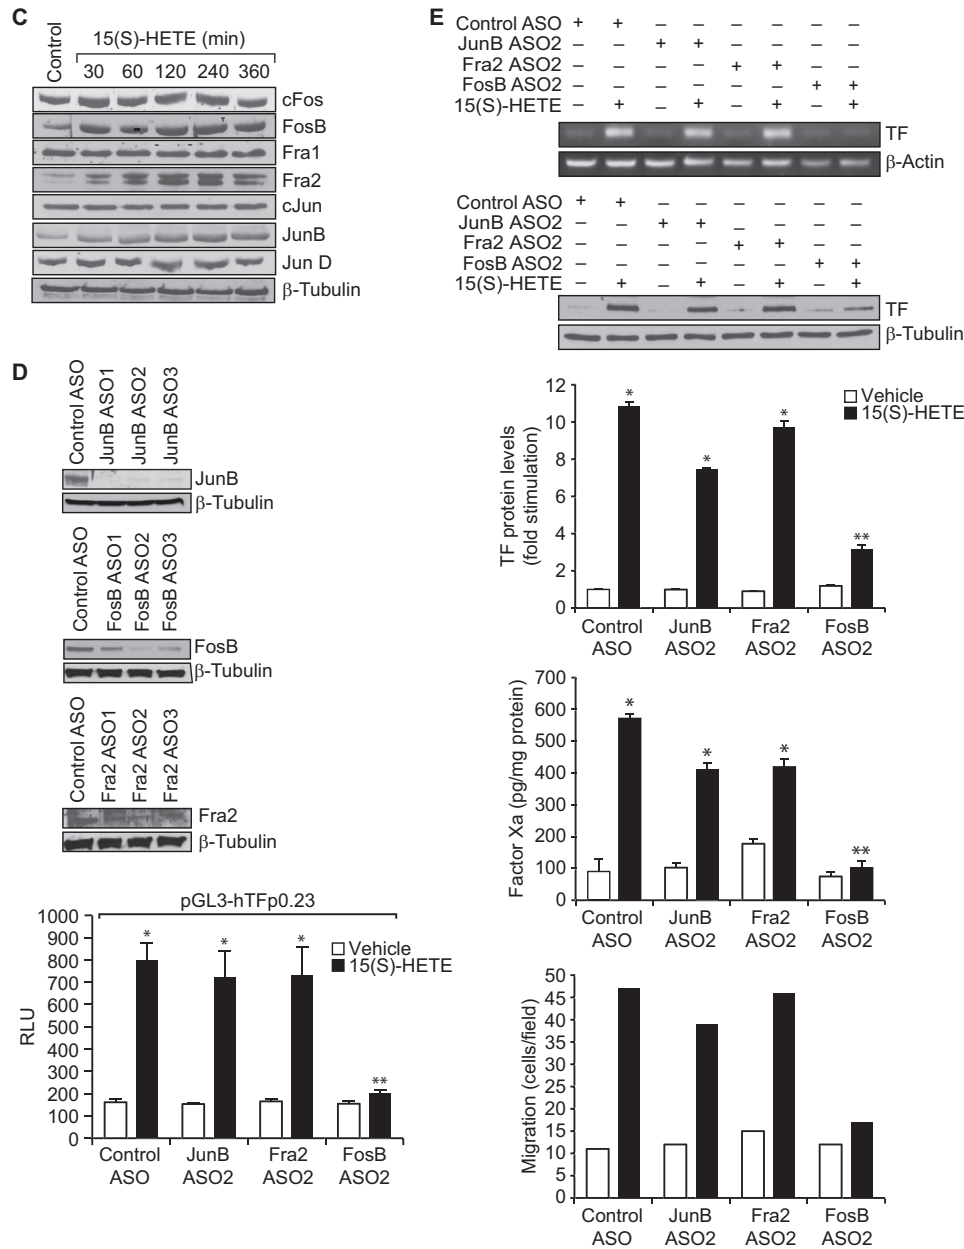 C
Control
15(S)-HETE (min)
30 60 120 240 360
cFos
FosB
Fra1
Fra2
cJun
JunB
Jun D
β-Tubulin
D
Control ASO
JunB ASO1
JunB ASO2
JunB ASO3
JunB
β-Tubulin
Control ASO
FosB ASO1
FosB ASO2
FosB ASO3
FosB
β-Tubulin
Control ASO
Fra2 ASO1
Fra2 ASO2
Fra2 ASO3
Fra2
β-Tubulin
pGL3-hTFp0.23
Vehicle
15(S)-HETE
RLU
1000
900
800
700
600
500
400
300
200
100
0
* * * **
Control ASO
JunB ASO2
Fra2 ASO2
FosB ASO2
E
Control ASO + + – – – – – –
JunB ASO2 – – + + – – – –
Fra2 ASO2 – – – – + + – –
FosB ASO2 – – – – – – + +
15(S)-HETE – + – + – + – +
TF
β-Actin
Control ASO + + – – – – – –
JunB ASO2 – – + + – – – –
Fra2 ASO2 – – – – + + – –
FosB ASO2 – – – – – – + +
15(S)-HETE – + – + – + – +
TF
β-Tubulin
Vehicle
15(S)-HETE
TF protein levels
(fold stimulation)
12
10
8
6
4
2
0
* * * **
Control ASO
JunB ASO2
Fra2 ASO2
FosB ASO2
Factor Xa (pg/mg protein)
700
600
500
400
300
200
100
0
* * * **
Control ASO
JunB ASO2
Fra2 ASO2
FosB ASO2
Migration (cells/field)
50
45
40
35
30
25
20
15
10
5
0
Control ASO
JunB ASO2
Fra2 ASO2
FosB ASO2